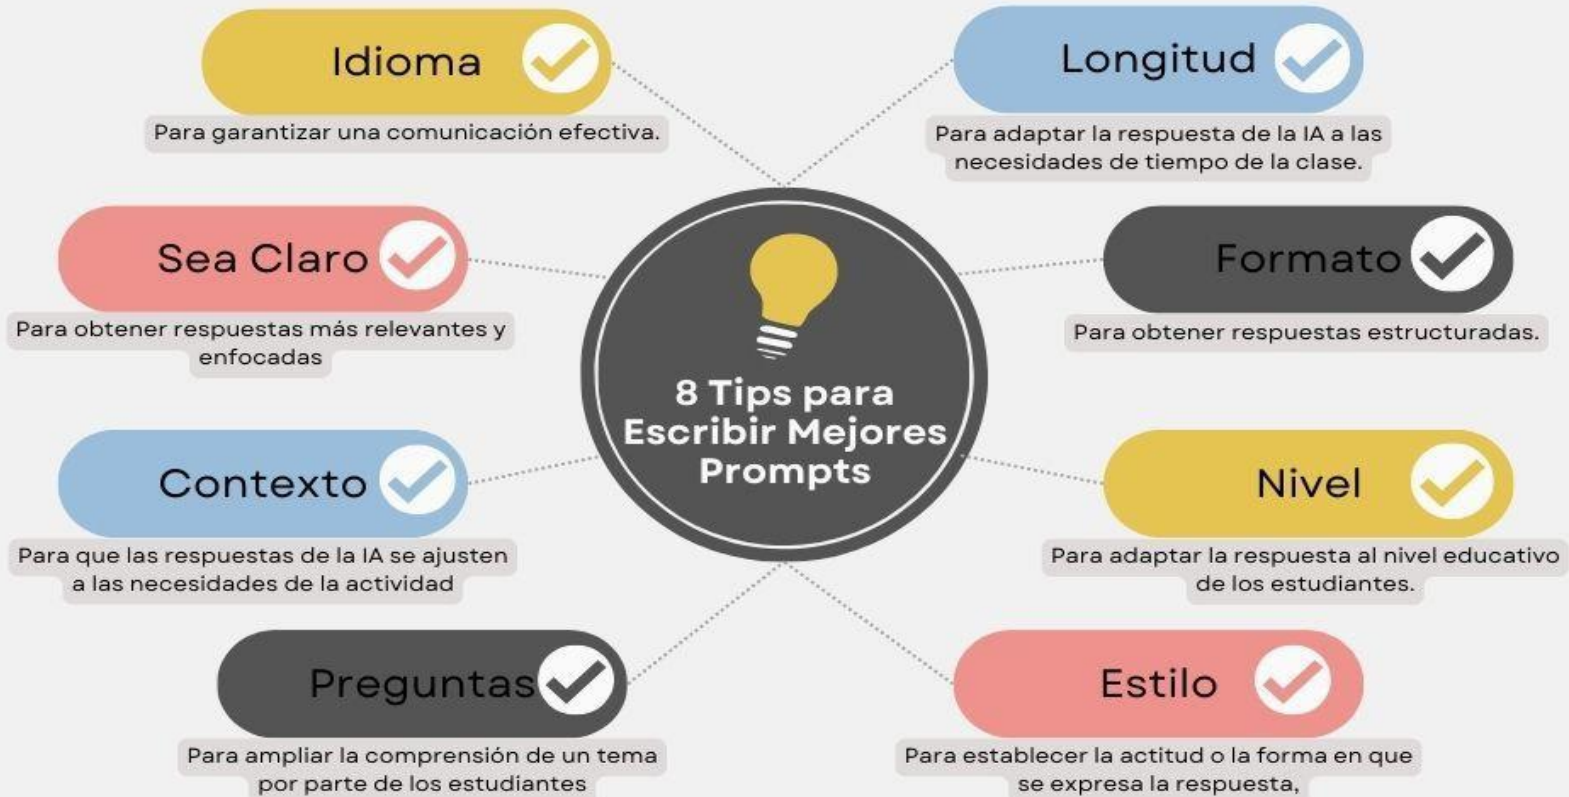 Idioma
Para garantizar una comunicación efectiva.
Sea Claro
Para obtener respuestas más relevantes y
enfocadas
Contexto
Para que las respuestas de la IA se ajusten
a las necesidades de la actividad
Preguntas
Para ampliar la comprensión de un tema
por parte de los estudiantes
8 Tips para
Escribir Mejores
Prompts
Longitud
Para adaptar la respuesta de la IA a las
necesidades de tiempo de la clase.
Formato
Para obtener respuestas estructuradas.
Nivel
Para adaptar la respuesta al nivel educativo
de los estudiantes.
Estilo
Para establecer la actitud o la forma en que
se expresa la respuesta,